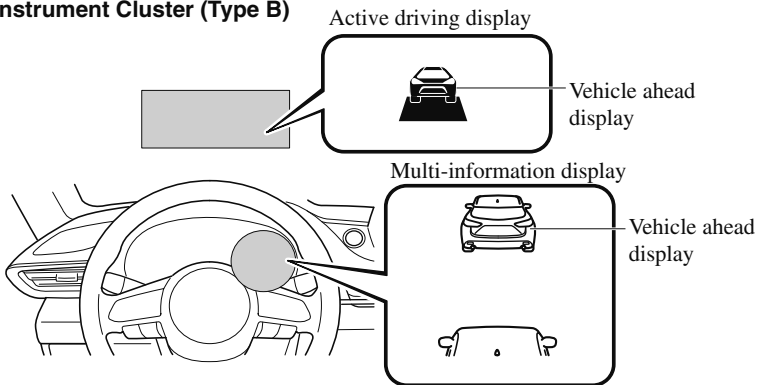 nstrument Cluster (Type B)
Active driving display
Vehicle ahead
display
Multi-information display
Vehicle ahead
display